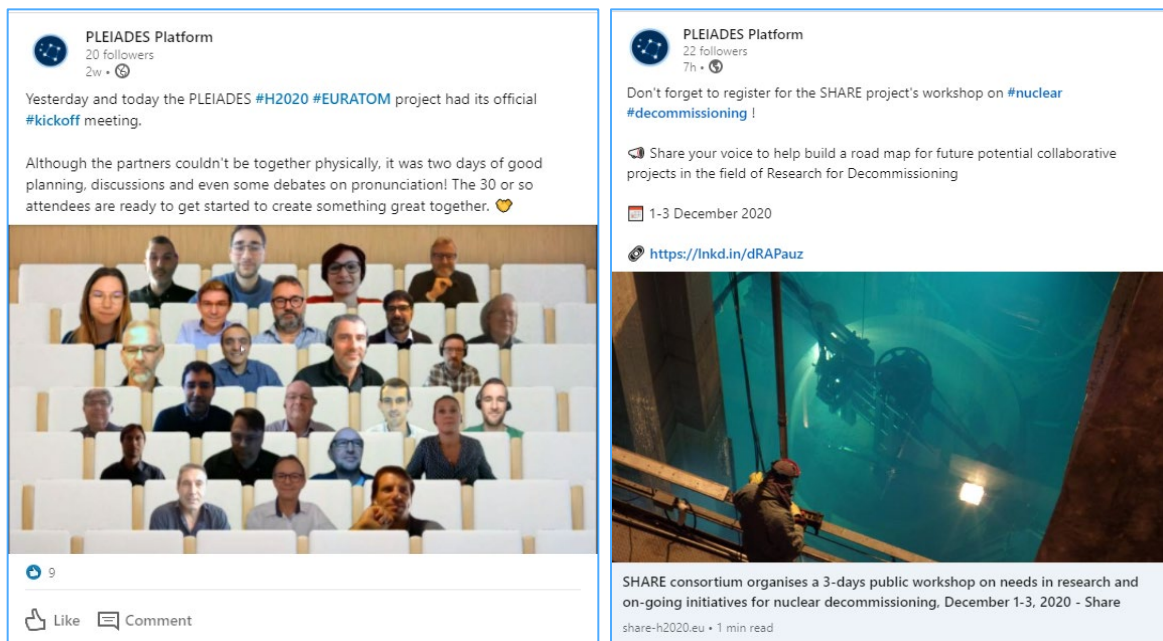 PLEIADES Platform
20 followers
2w •
Yesterday and today the PLEIADES #H2020 #EURATOM project had its official
#kickoff meeting.
Although the partners couldn't be together physically, it was two days of good
planning, discussions and even some debates on pronunciation! The 30 or so
attendees are ready to get started to create something great together.
9
Like Comment
PLEIADES Platform
22 followers
7h •
Don't forget to register for the SHARE project's workshop on #nuclear
#decommissioning !
Share your voice to help build a road map for future potential collaborative
projects in the field of Research for Decommissioning
1-3 December 2020
https://lnkd.in/dRAPauz
SHARE consortium organises a 3-days public workshop on needs in research and
on-going initiatives for nuclear decommissioning, December 1-3, 2020 - Share
share-h2020.eu • 1 min read